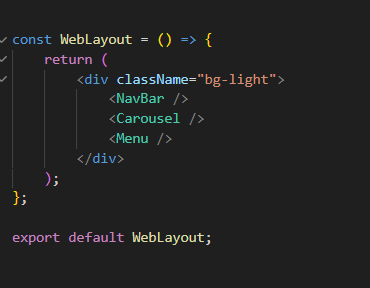 const WebLayout = () => {
    return (
        <div className="bg-light">
            <NavBar />
            <Carousel />
            <Menu />
        </div>
    );
};
export default WebLayout;